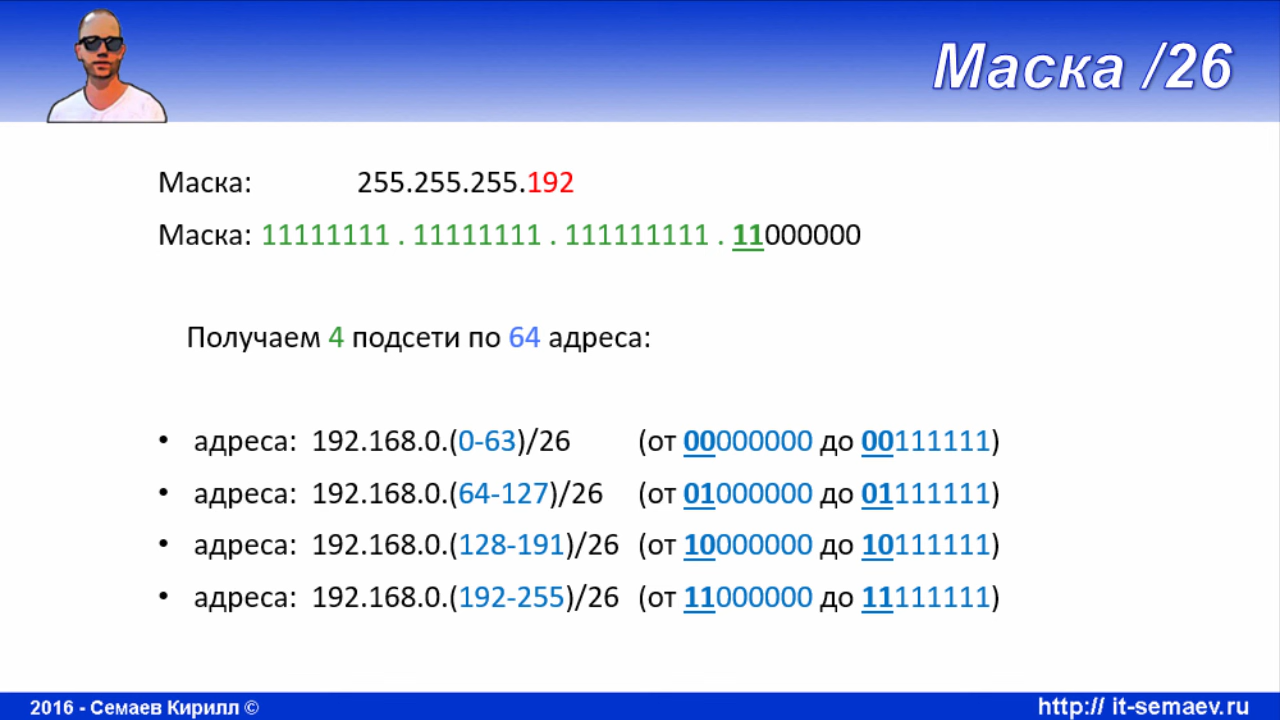 Маска /26
Маска: 255.255.255.192
Маска: 11111111 . 11111111 . 111111111 . 11000000
Получаем 4 подсети по 64 адреса:
• адреса: 192.168.0.(0-63)/26 (от 00000000 до 00111111)
• адреса: 192.168.0.(64-127)/26 (от 01000000 до 01111111)
• адреса: 192.168.0.(128-191)/26 (от 10000000 до 10111111)
• адреса: 192.168.0.(192-255)/26 (от 11000000 до 11111111)
2016 - Семаев Кирилл © http:// it-semaev.ru